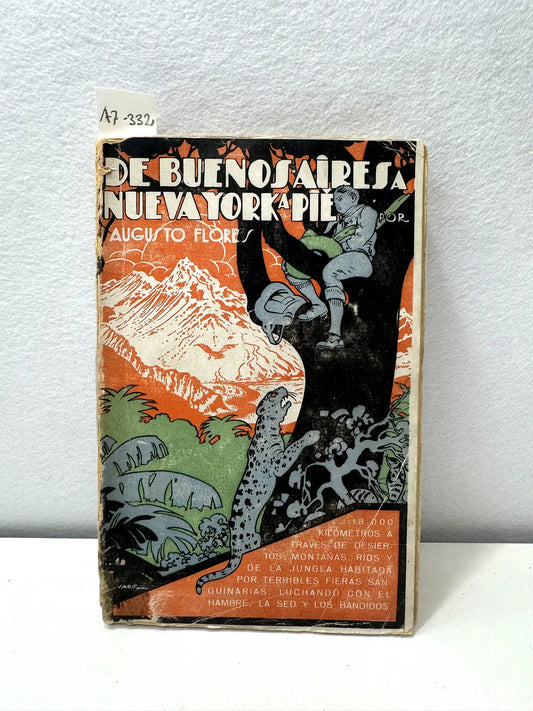 A7-332
DE BUENOS AIRES A
NUEVA YORK A PIÉ
POR
AUGUSTO FLORES
18,000
KILOMETROS A
TRAVES DE DESIER-
TOS, MONTAÑAS, RIOS Y
DE LA JUNGLA HABITADA
POR TERRIBLES FIERAS SAN-
GUINARIAS, LUCHANDO CON EL
HAMBRE, LA SED Y LOS BANDIDOS